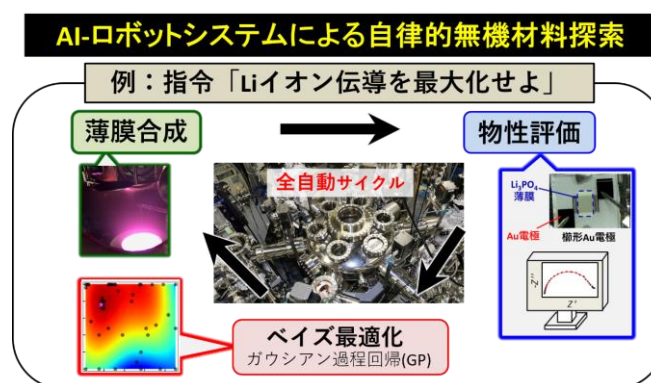 AI-ロボットシステムによる自律的無機材料探索
例：指令「Liイオン伝導を最大化せよ」
薄膜合成
物性評価
全自動サイクル
Li₃PO₄
薄膜
Au電極
櫛形Au電極
-Z''
Z'
ベイズ最適化
ガウシアン過程回帰(GP)